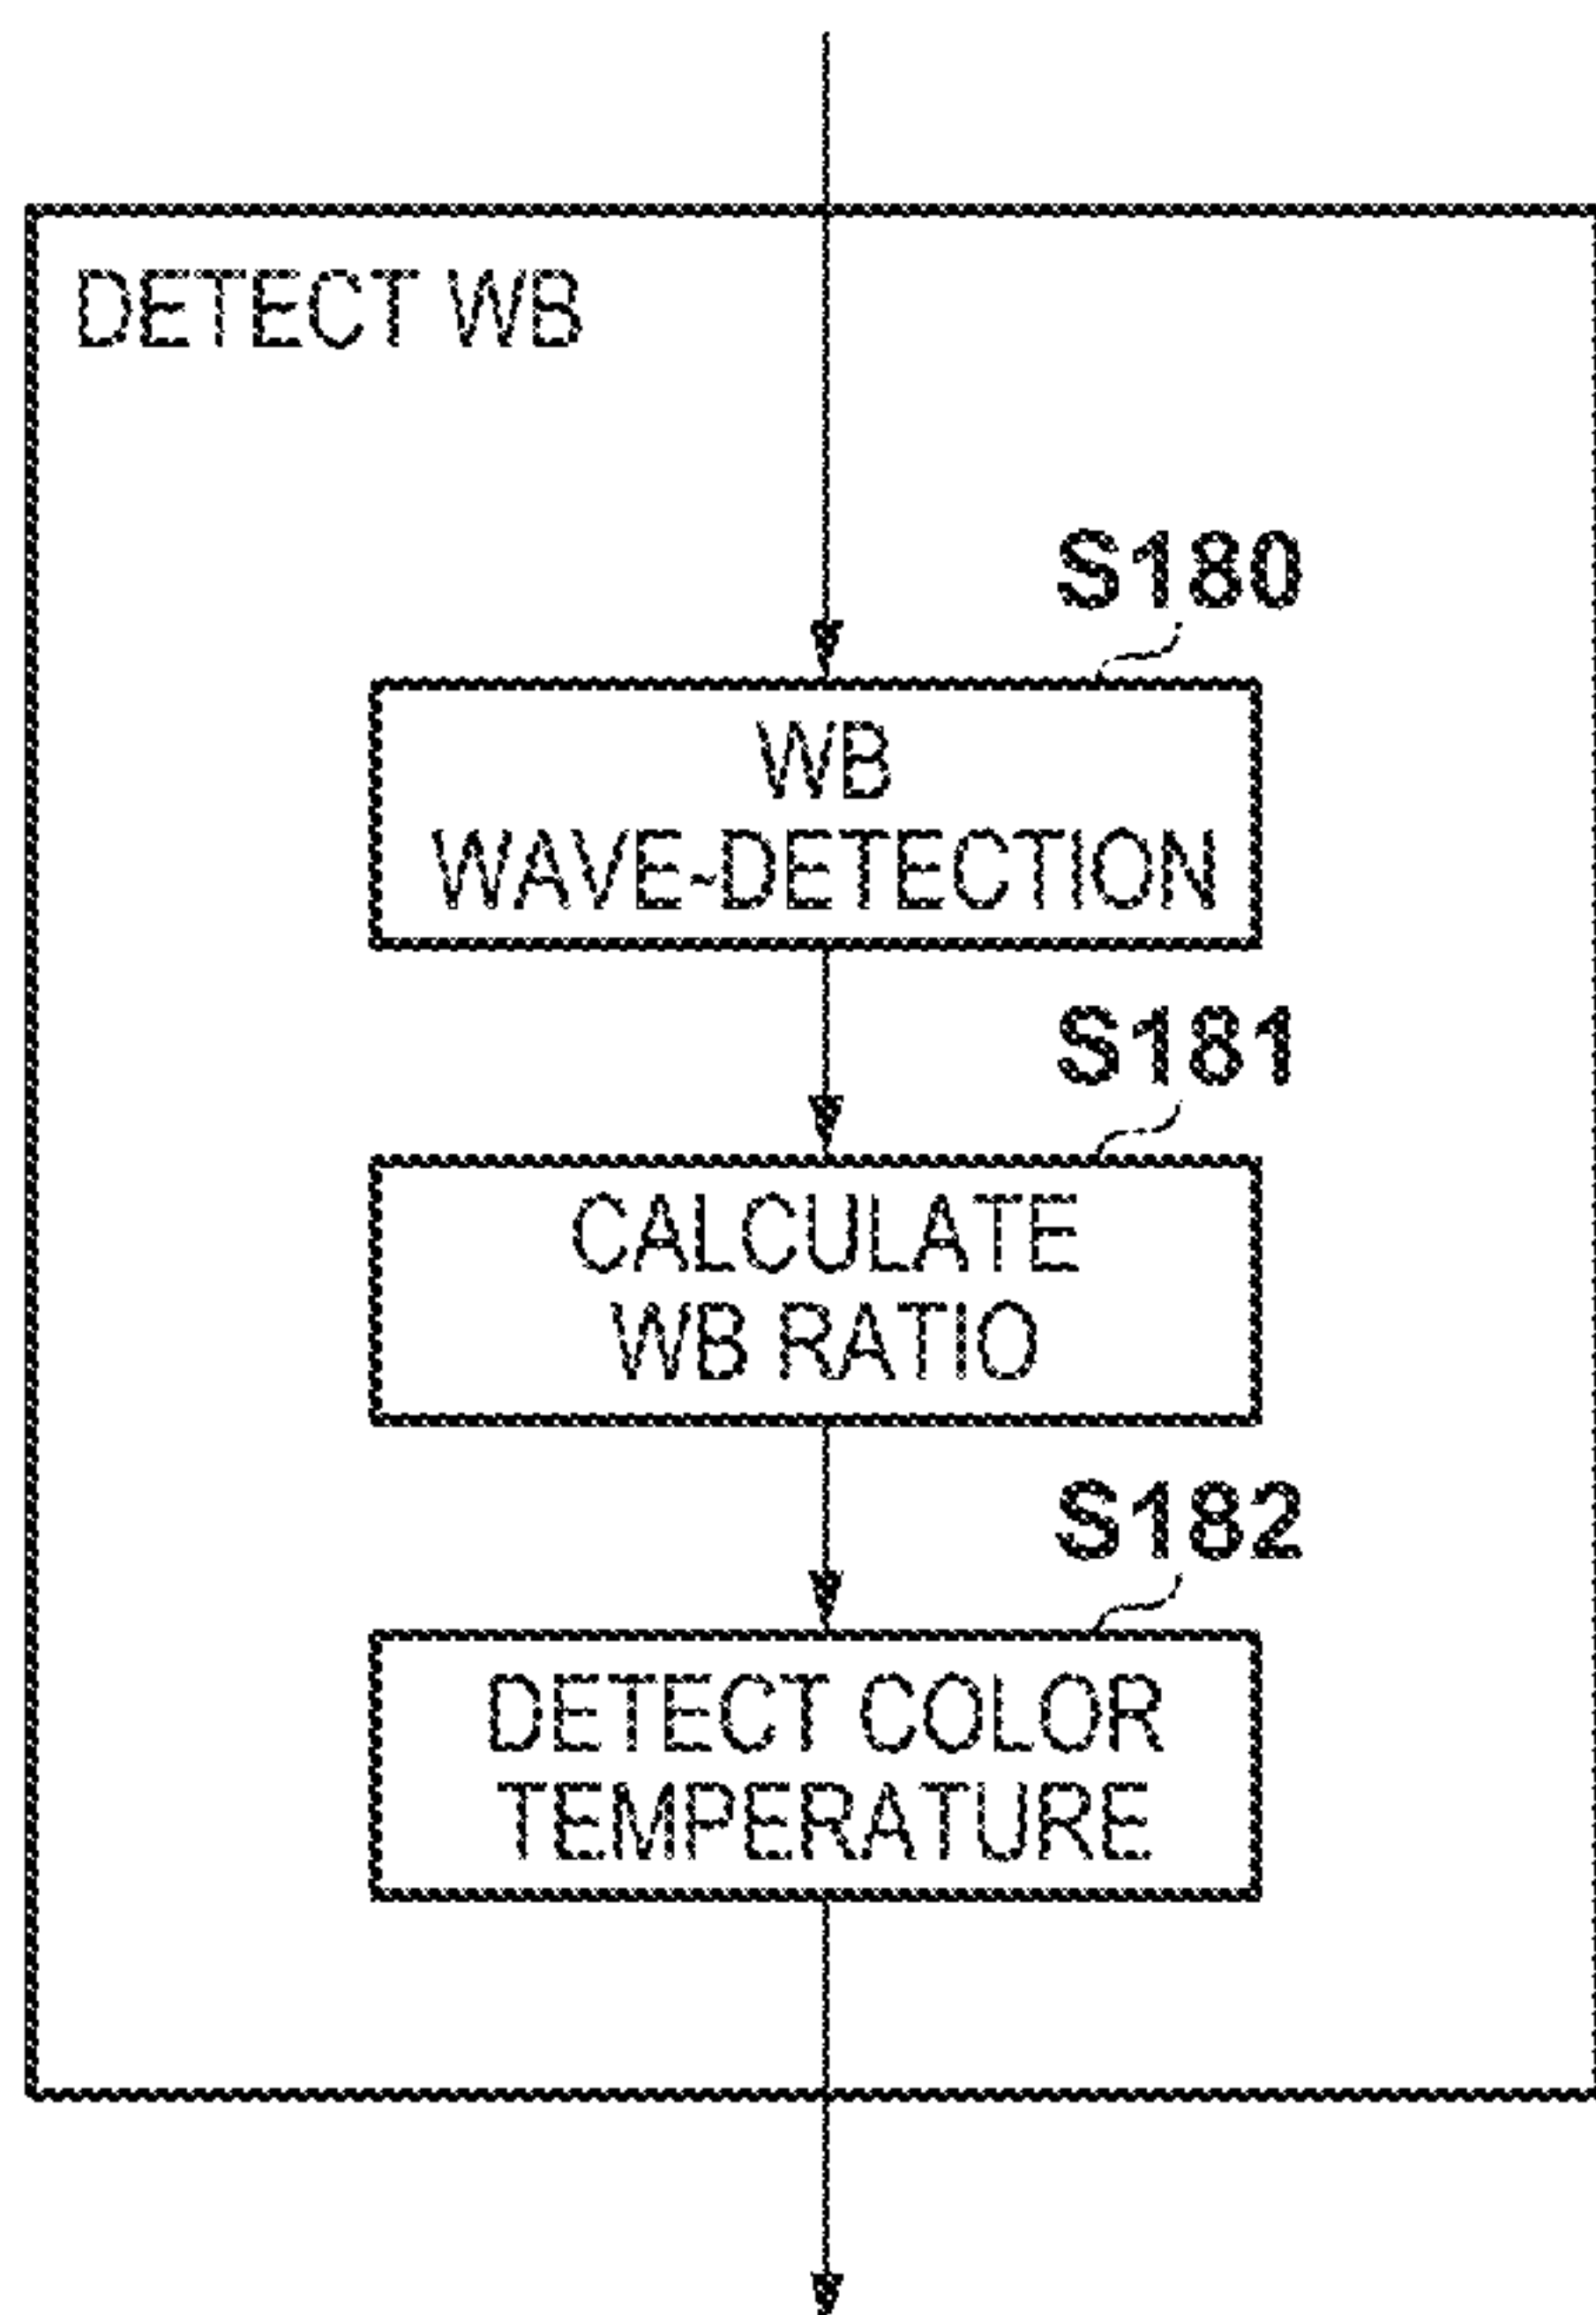 DETECT WB
S180
WB
WAVE-DETECTION
S181
CALCULATE
WB RATIO
S182
DETECT COLOR
TEMPERATURE